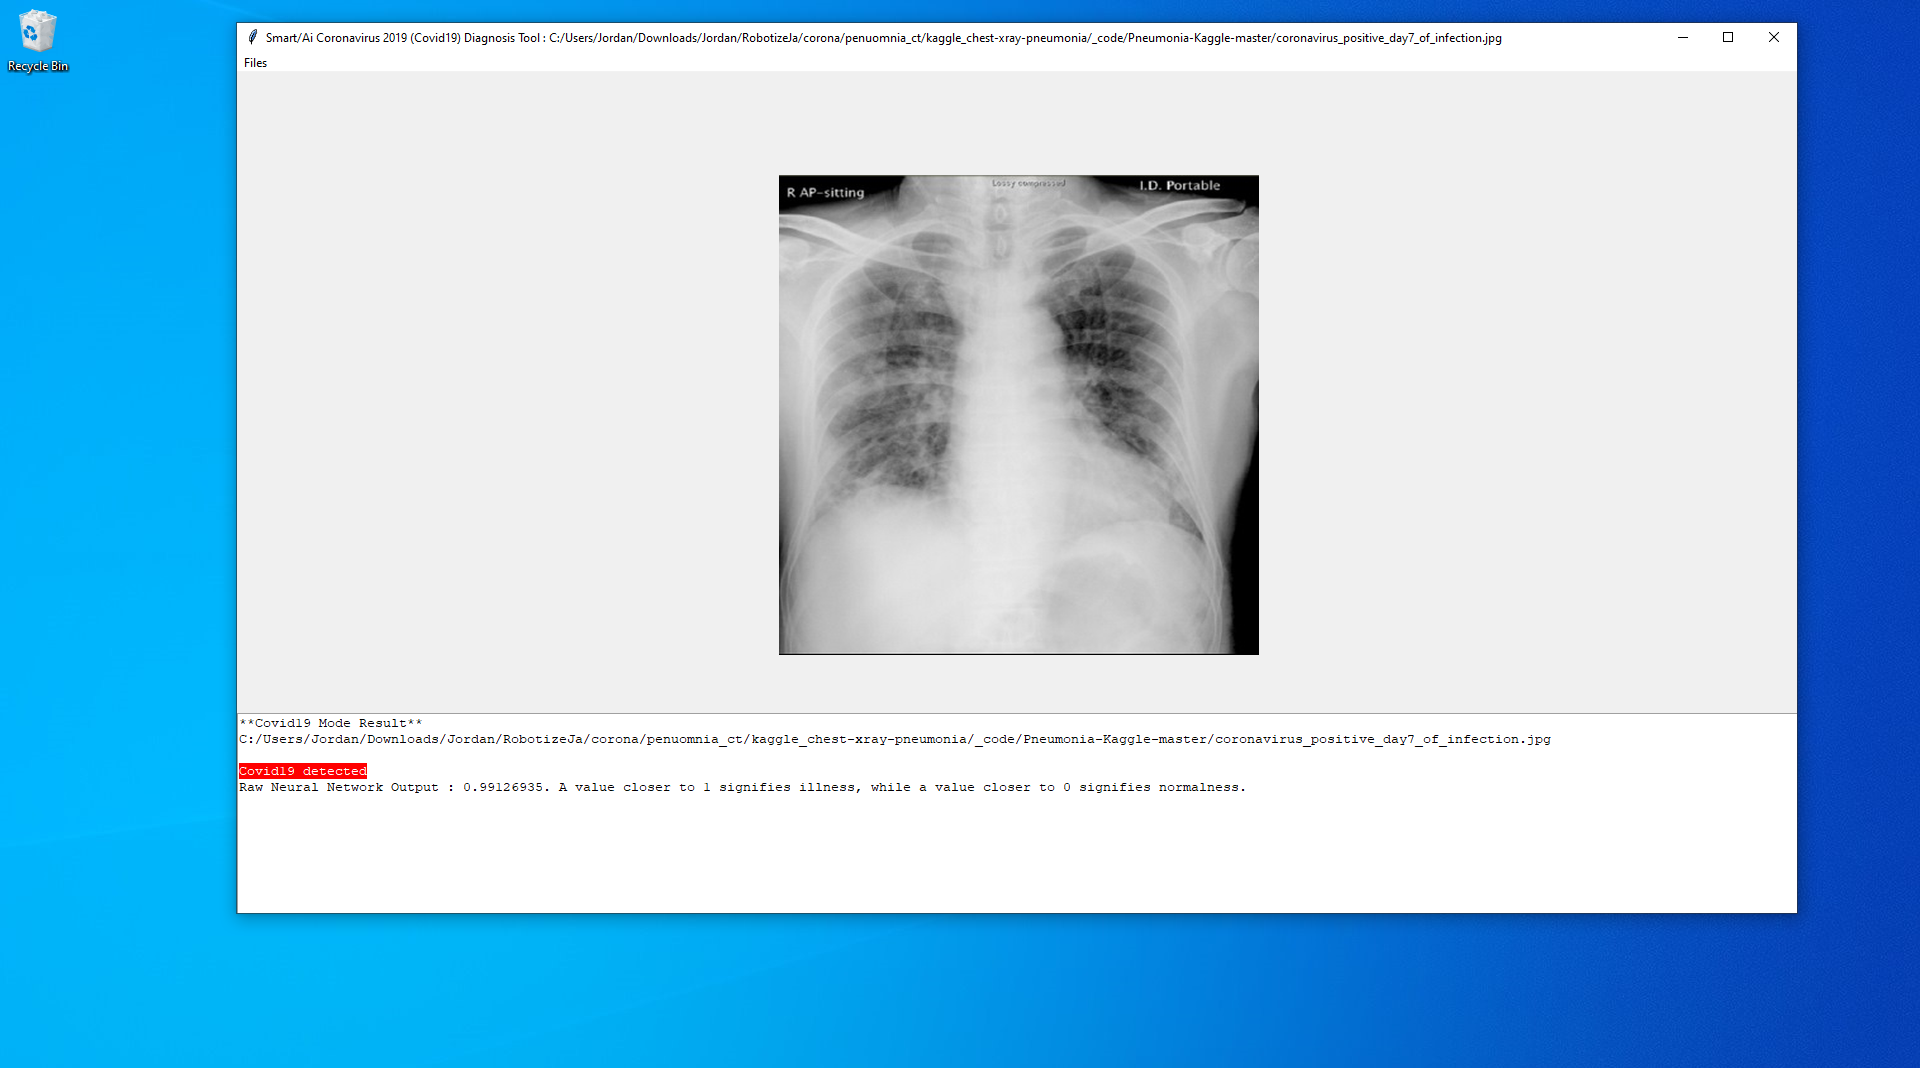 Recycle Bin
Smart/Ai Coronavirus 2019 (Covid19) Diagnosis Tool : C:/Users/Jordan/Downloads/Jordan/RobotizeJa/corona/penuomnia_ct/kaggle_chest-xray-pneumonia/_code/Pneumonia-Kaggle-master/coronavirus_positive_day7_of_infection.jpg
Files
R AP-sitting
Lossy compressed
I.D. Portable
**Covid19 Mode Result**
C:/Users/Jordan/Downloads/Jordan/RobotizeJa/corona/penuomnia_ct/kaggle_chest-xray-pneumonia/_code/Pneumonia-Kaggle-master/coronavirus_positive_day7_of_infection.jpg
Covid19 detected
Raw Neural Network Output : 0.99126935. A value closer to 1 signifies illness, while a value closer to 0 signifies normalness.